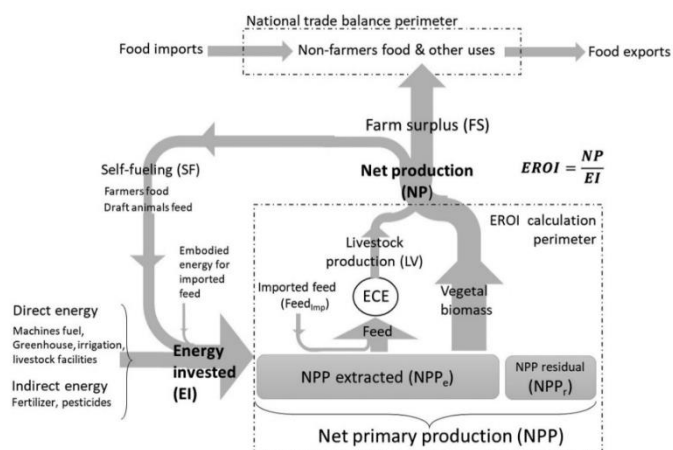 National trade balance perimeter
Food imports
Non-farmers food & other uses
Food exports
Farm surplus (FS)
Self-fueling (SF)
Farmers food
Draft animals feed
Net production
(NP)
EROI = NP / EI
EROI calculation
perimeter
Livestock
production (LV)
Embodied
energy for
imported
feed
Imported feed
(Feedimp)
ECE
Vegetal
biomass
Feed
Direct energy
Machines fuel,
Greenhouse, irrigation,
livestock facilities
Indirect energy
Fertilizer, pesticides
Energy
invested
(EI)
NPP extracted (NPPe)
NPP residual
(NPPr)
Net primary production (NPP)